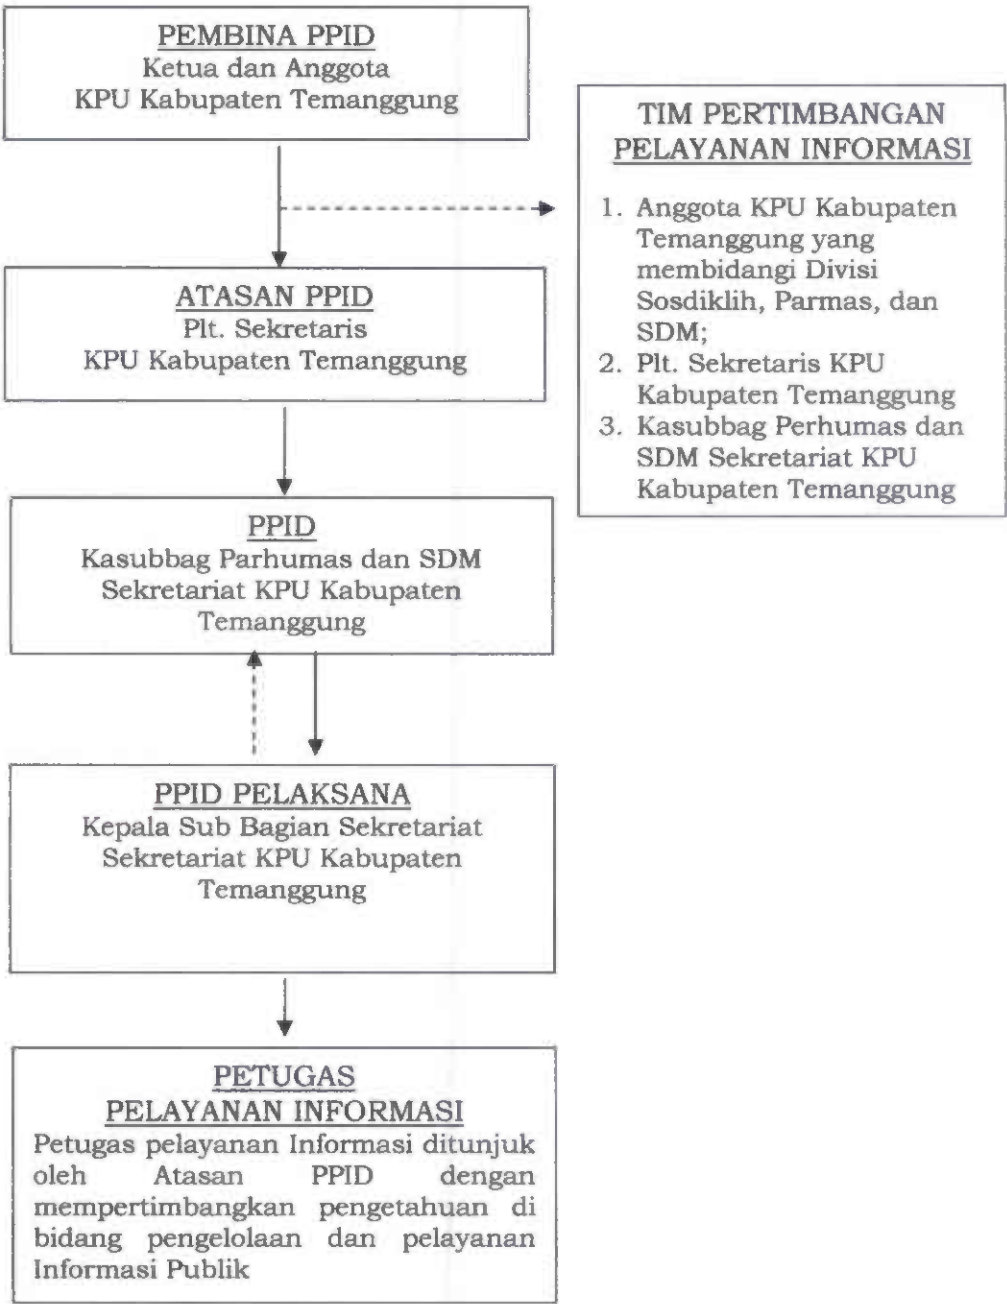 PEMBINA PPID
Ketua dan Anggota
KPU Kabupaten Temanggung
TIM PERTIMBANGAN
PELAYANAN INFORMASI
1. Anggota KPU Kabupaten
Temanggung yang
membidangi Divisi
Sosdiklih, Parmas, dan
SDM;
2. Plt. Sekretaris KPU
Kabupaten Temanggung
3. Kasubbag Perhumas dan
SDM Sekretariat KPU
Kabupaten Temanggung
ATASAN PPID
Plt. Sekretaris
KPU Kabupaten Temanggung
PPID
Kasubbag Parhumas dan SDM
Sekretariat KPU Kabupaten
Temanggung
PPID PELAKSANA
Kepala Sub Bagian Sekretariat
Sekretariat KPU Kabupaten
Temanggung
PETUGAS
PELAYANAN INFORMASI
Petugas pelayanan Informasi ditunjuk
oleh Atasan PPID dengan
mempertimbangkan pengetahuan di
bidang pengelolaan dan pelayanan
Informasi Publik